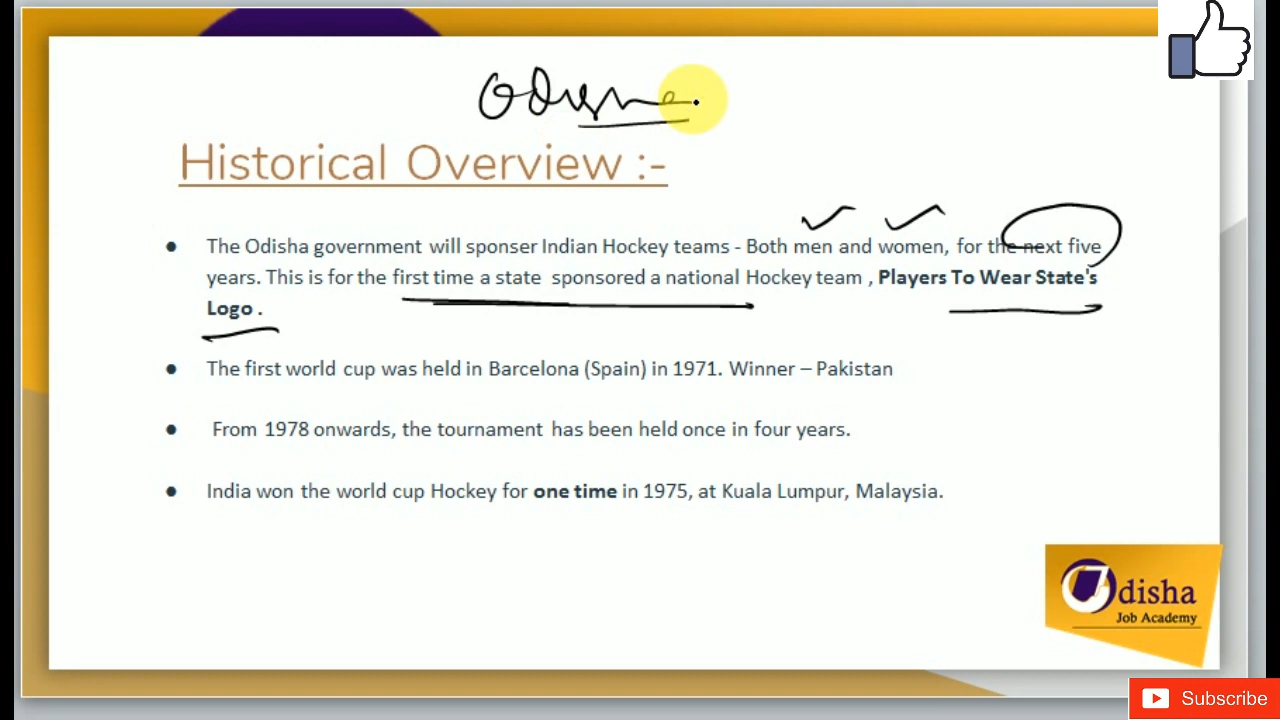 Odisha
Historical Overview :-
● The Odisha government will sponser Indian Hockey teams - Both men and women, for the next five
years. This is for the first time a state sponsored a national Hockey team , Players To Wear State's
Logo .
● The first world cup was held in Barcelona (Spain) in 1971. Winner – Pakistan
● From 1978 onwards, the tournament has been held once in four years.
● India won the world cup Hockey for one time in 1975, at Kuala Lumpur, Malaysia.
Odisha
Job Academy
Subscribe